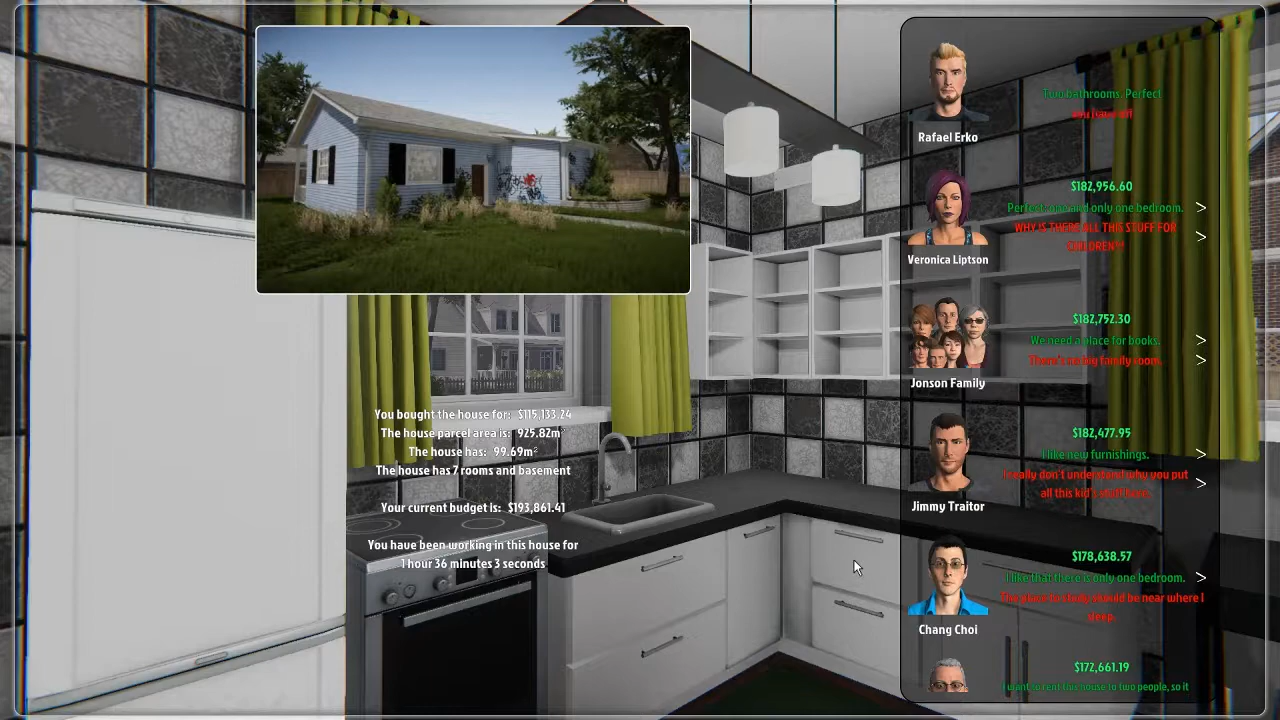 You bought the house for: $115,133.24
The house parcel area is: 925.82m²
The house has: 99.69m²
The house has 7 rooms and basement
Your current budget is: $193,861.41
You have been working in this house for
1 hour 36 minutes 3 seconds
Two bathrooms. Perfect
Rafael Erko
$182,956.60
Perfect: one and only one bedroom. >
WHY IS THERE ALL THIS STUFF FOR >
CHILDREN?!
Veronica Liptson
$182,752.30
We need a place for books. >
There's no big family room. >
Jonson Family
$182,477.95
I like new furnishings. >
I really don't understand why you put >
all this kid's stuff here.
Jimmy Traitor
$178,638.57
I like that there is only one bedroom. >
The place to study should be near where I
sleep.
Chang Choi
$172,661.19
I want to rent this house to two people, so it